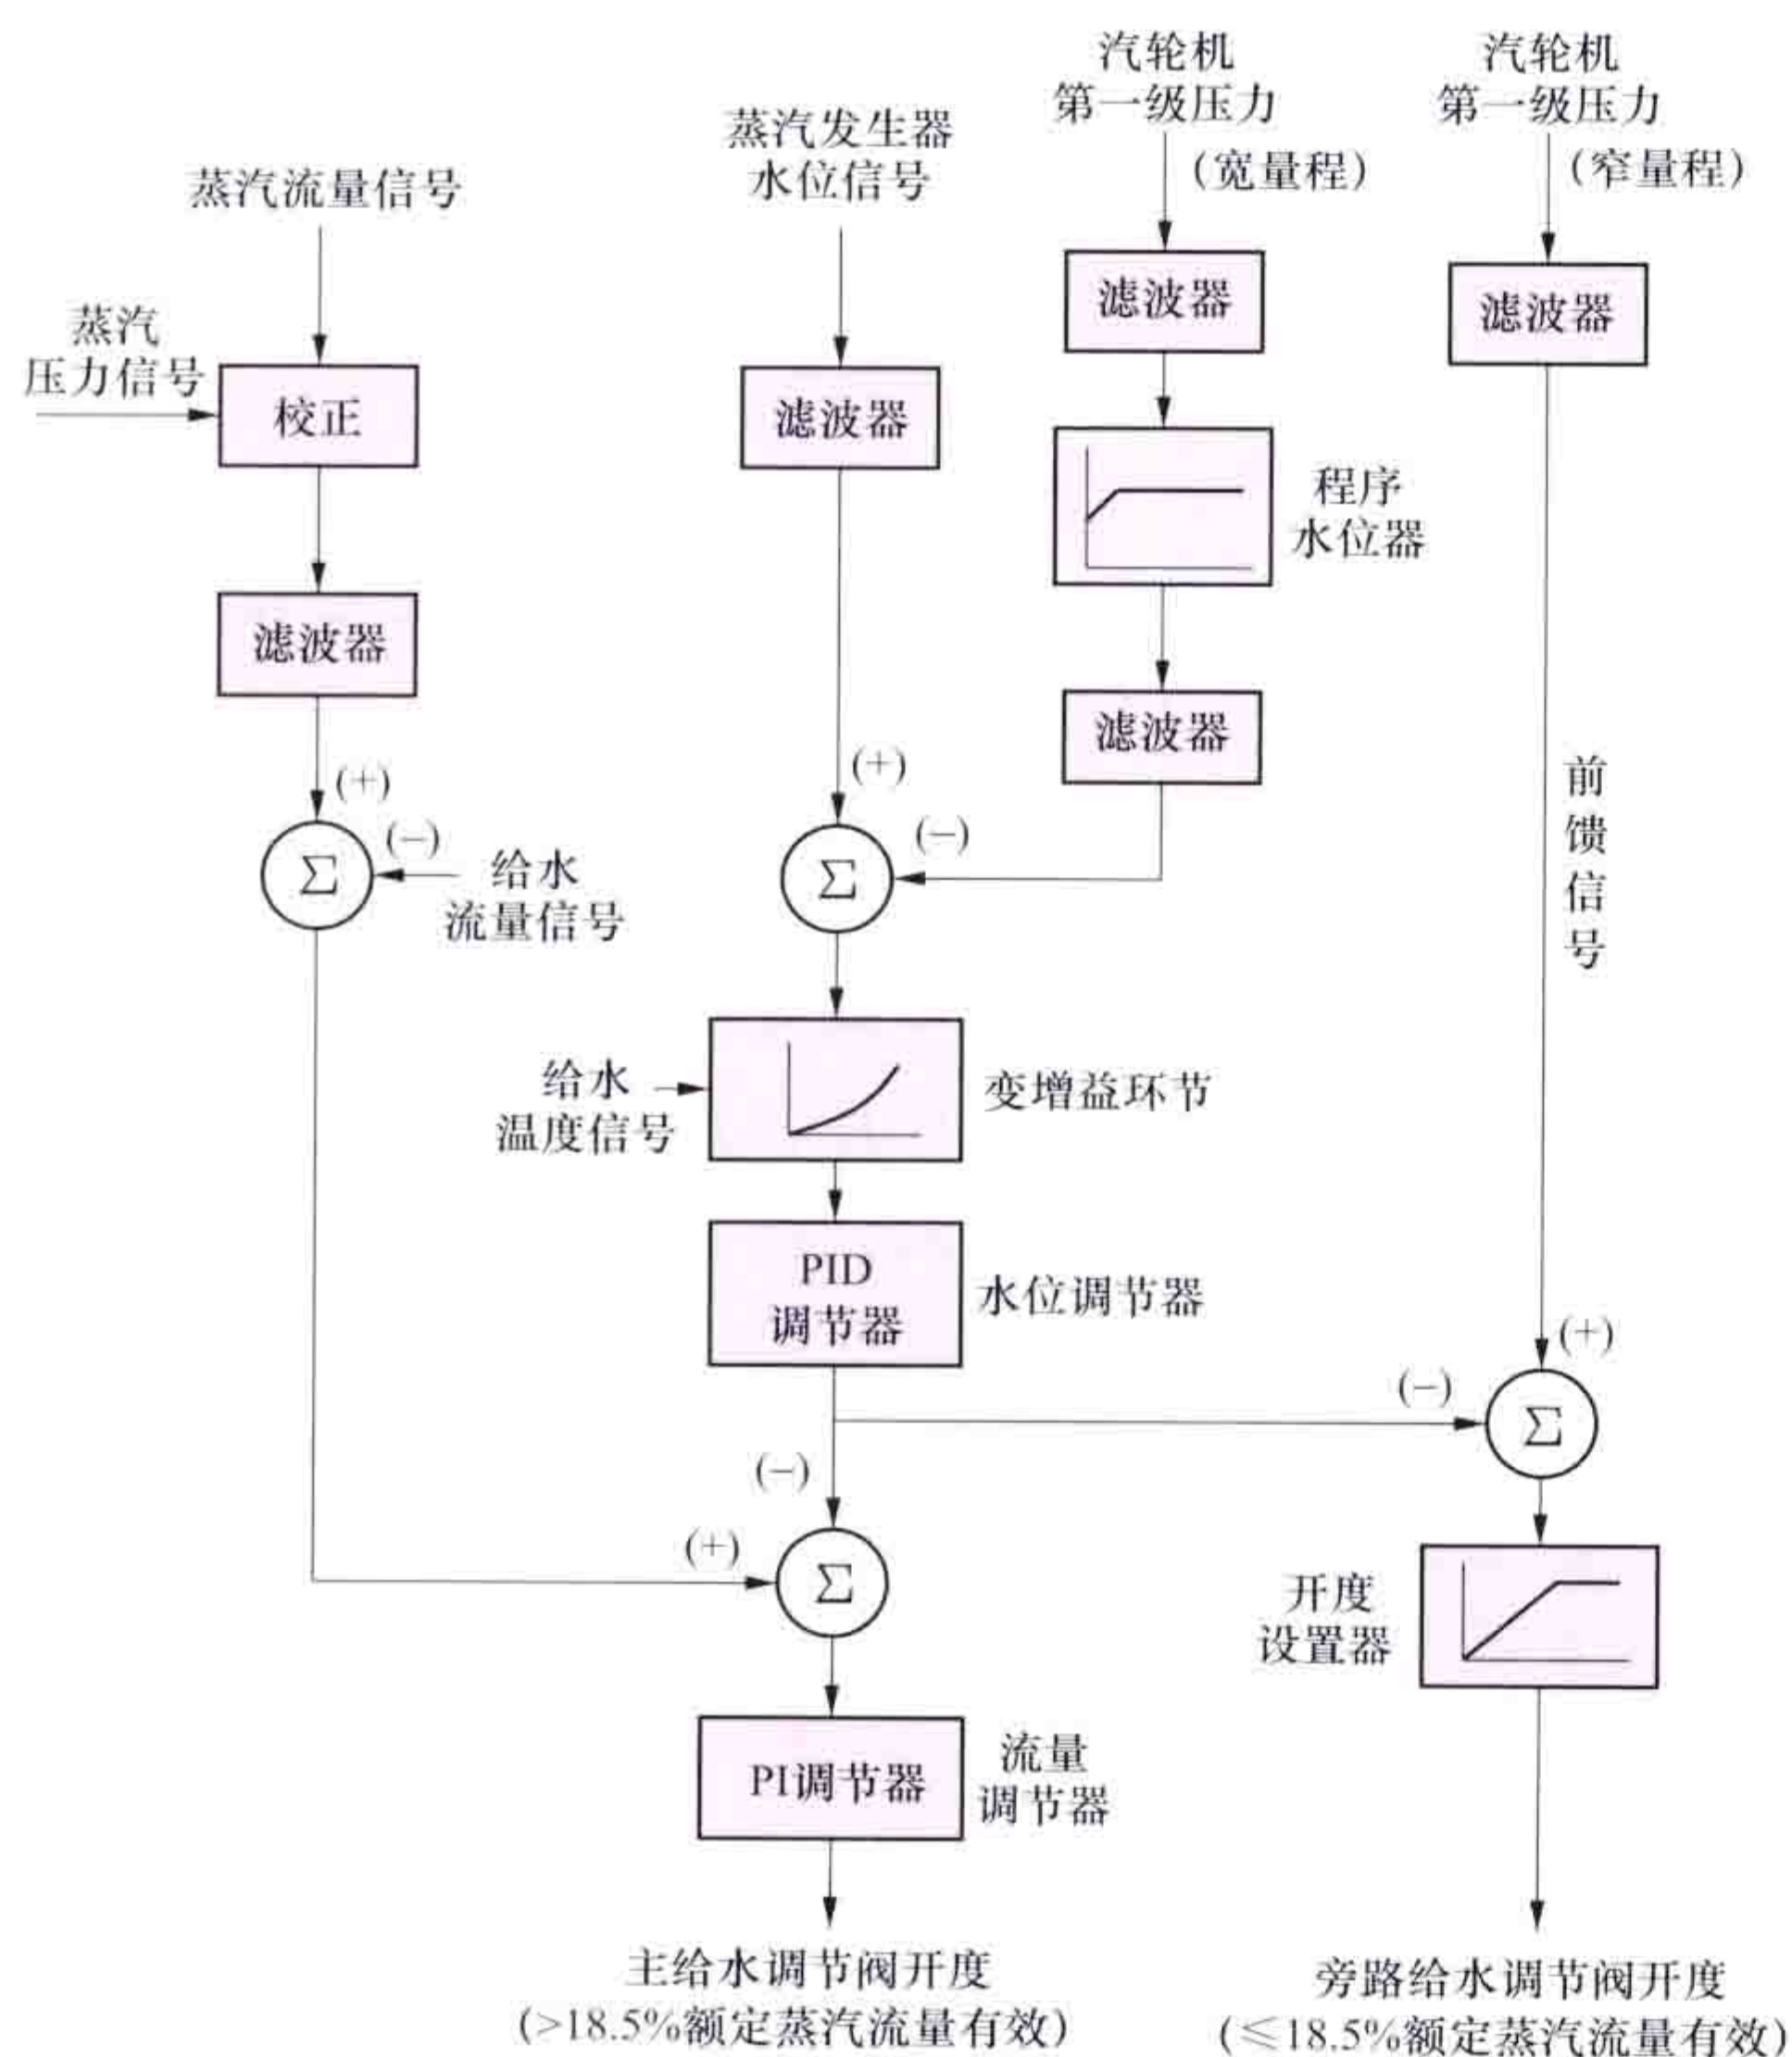 汽轮机
第一级压力
(宽量程)
汽轮机
第一级压力
(窄量程)
蒸汽发生器
水位信号
蒸汽流量信号
蒸汽
压力信号
校正
滤波器
滤波器
滤波器
滤波器
程序
水位器
滤波器
(+)
(−)
Σ
给水
流量信号
(+)
(−)
Σ
前馈信号
给水
温度信号
变增益环节
PID
调节器
水位调节器
(+)
(−)
Σ
(−)
(+)
Σ
开度
设置器
PI调节器
流量
调节器
主给水调节阀开度
(>18.5%额定蒸汽流量有效)
旁路给水调节阀开度
(≤18.5%额定蒸汽流量有效)